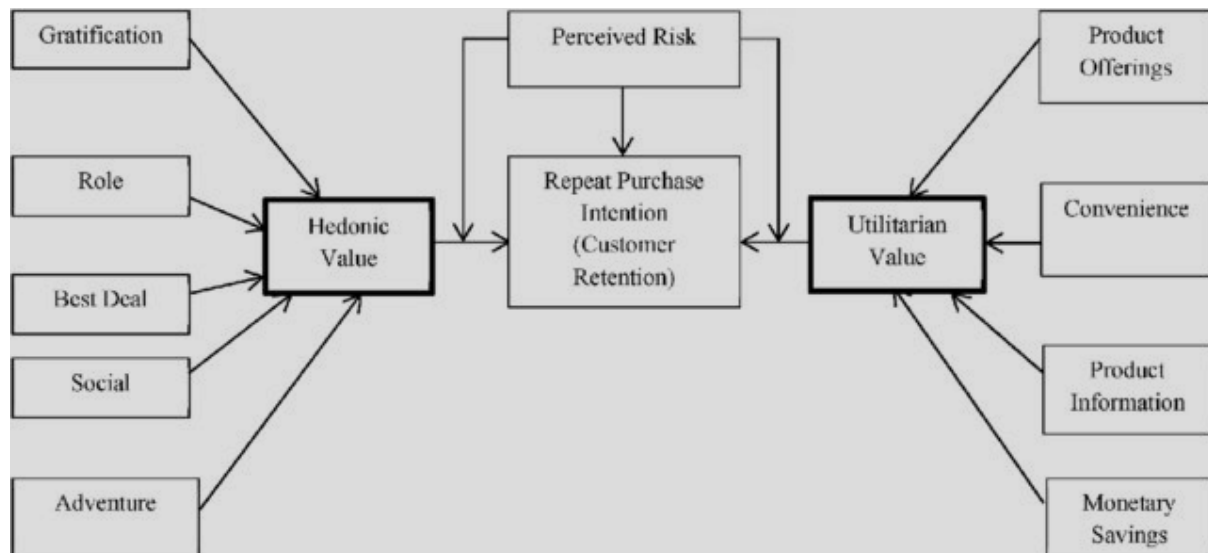 Gratification
Perceived Risk
Product
Offerings
Role
Repeat Purchase
Intention
(Customer
Retention)
Convenience
Hedonic
Value
Utilitarian
Value
Best Deal
Social
Product
Information
Adventure
Monetary
Savings